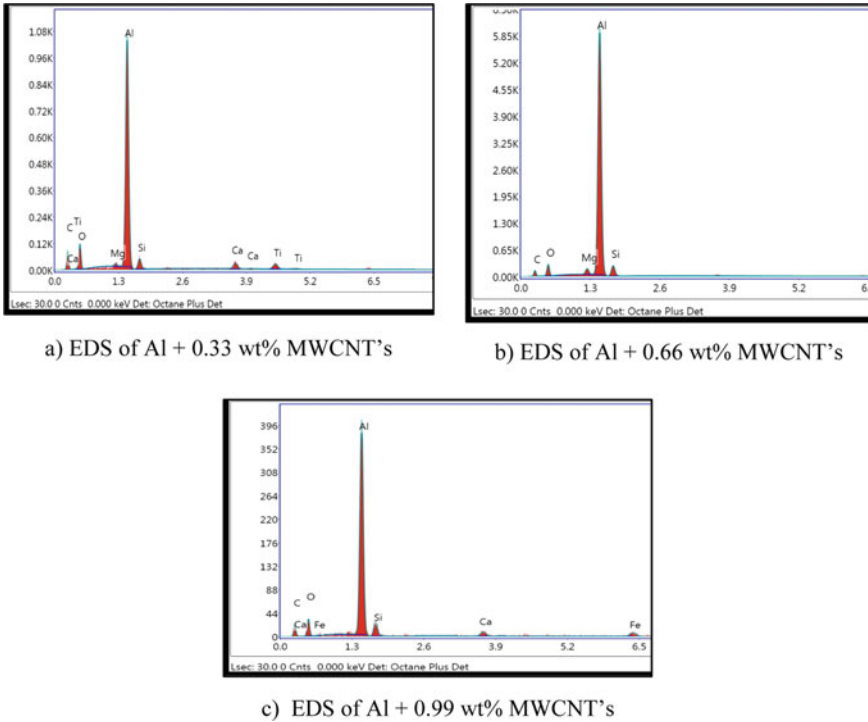 1.08K
0.96K
0.84K
0.72K
0.60K
0.48K
0.36K
0.24K
0.12K
0.00K
Al
C
Ti
O
Ca
Mg
Si
Ca
Ca
Ti
Ti
0.0 1.3 2.6 3.9 5.2 6.5
Lsec: 30.0 0 Cnts 0.000 keV Det: Octane Plus Det
a) EDS of Al + 0.33 wt% MWCNT’s
5.85K
5.20K
4.55K
3.90K
3.25K
2.60K
1.95K
1.30K
0.65K
0.00K
Al
C
O
Mg
Si
0.0 1.3 2.6 3.9 5.2
Lsec: 30.0 0 Cnts 0.000 keV Det: Octane Plus Det
b) EDS of Al + 0.66 wt% MWCNT’s
396
352
308
264
220
176
132
88
44
0
Al
C
O
Ca
Fe
Si
Ca
Fe
0.0 1.3 2.6 3.9 5.2 6.5
Lsec: 30.0 0 Cnts 0.000 keV Det: Octane Plus Det
c) EDS of Al + 0.99 wt% MWCNT’s